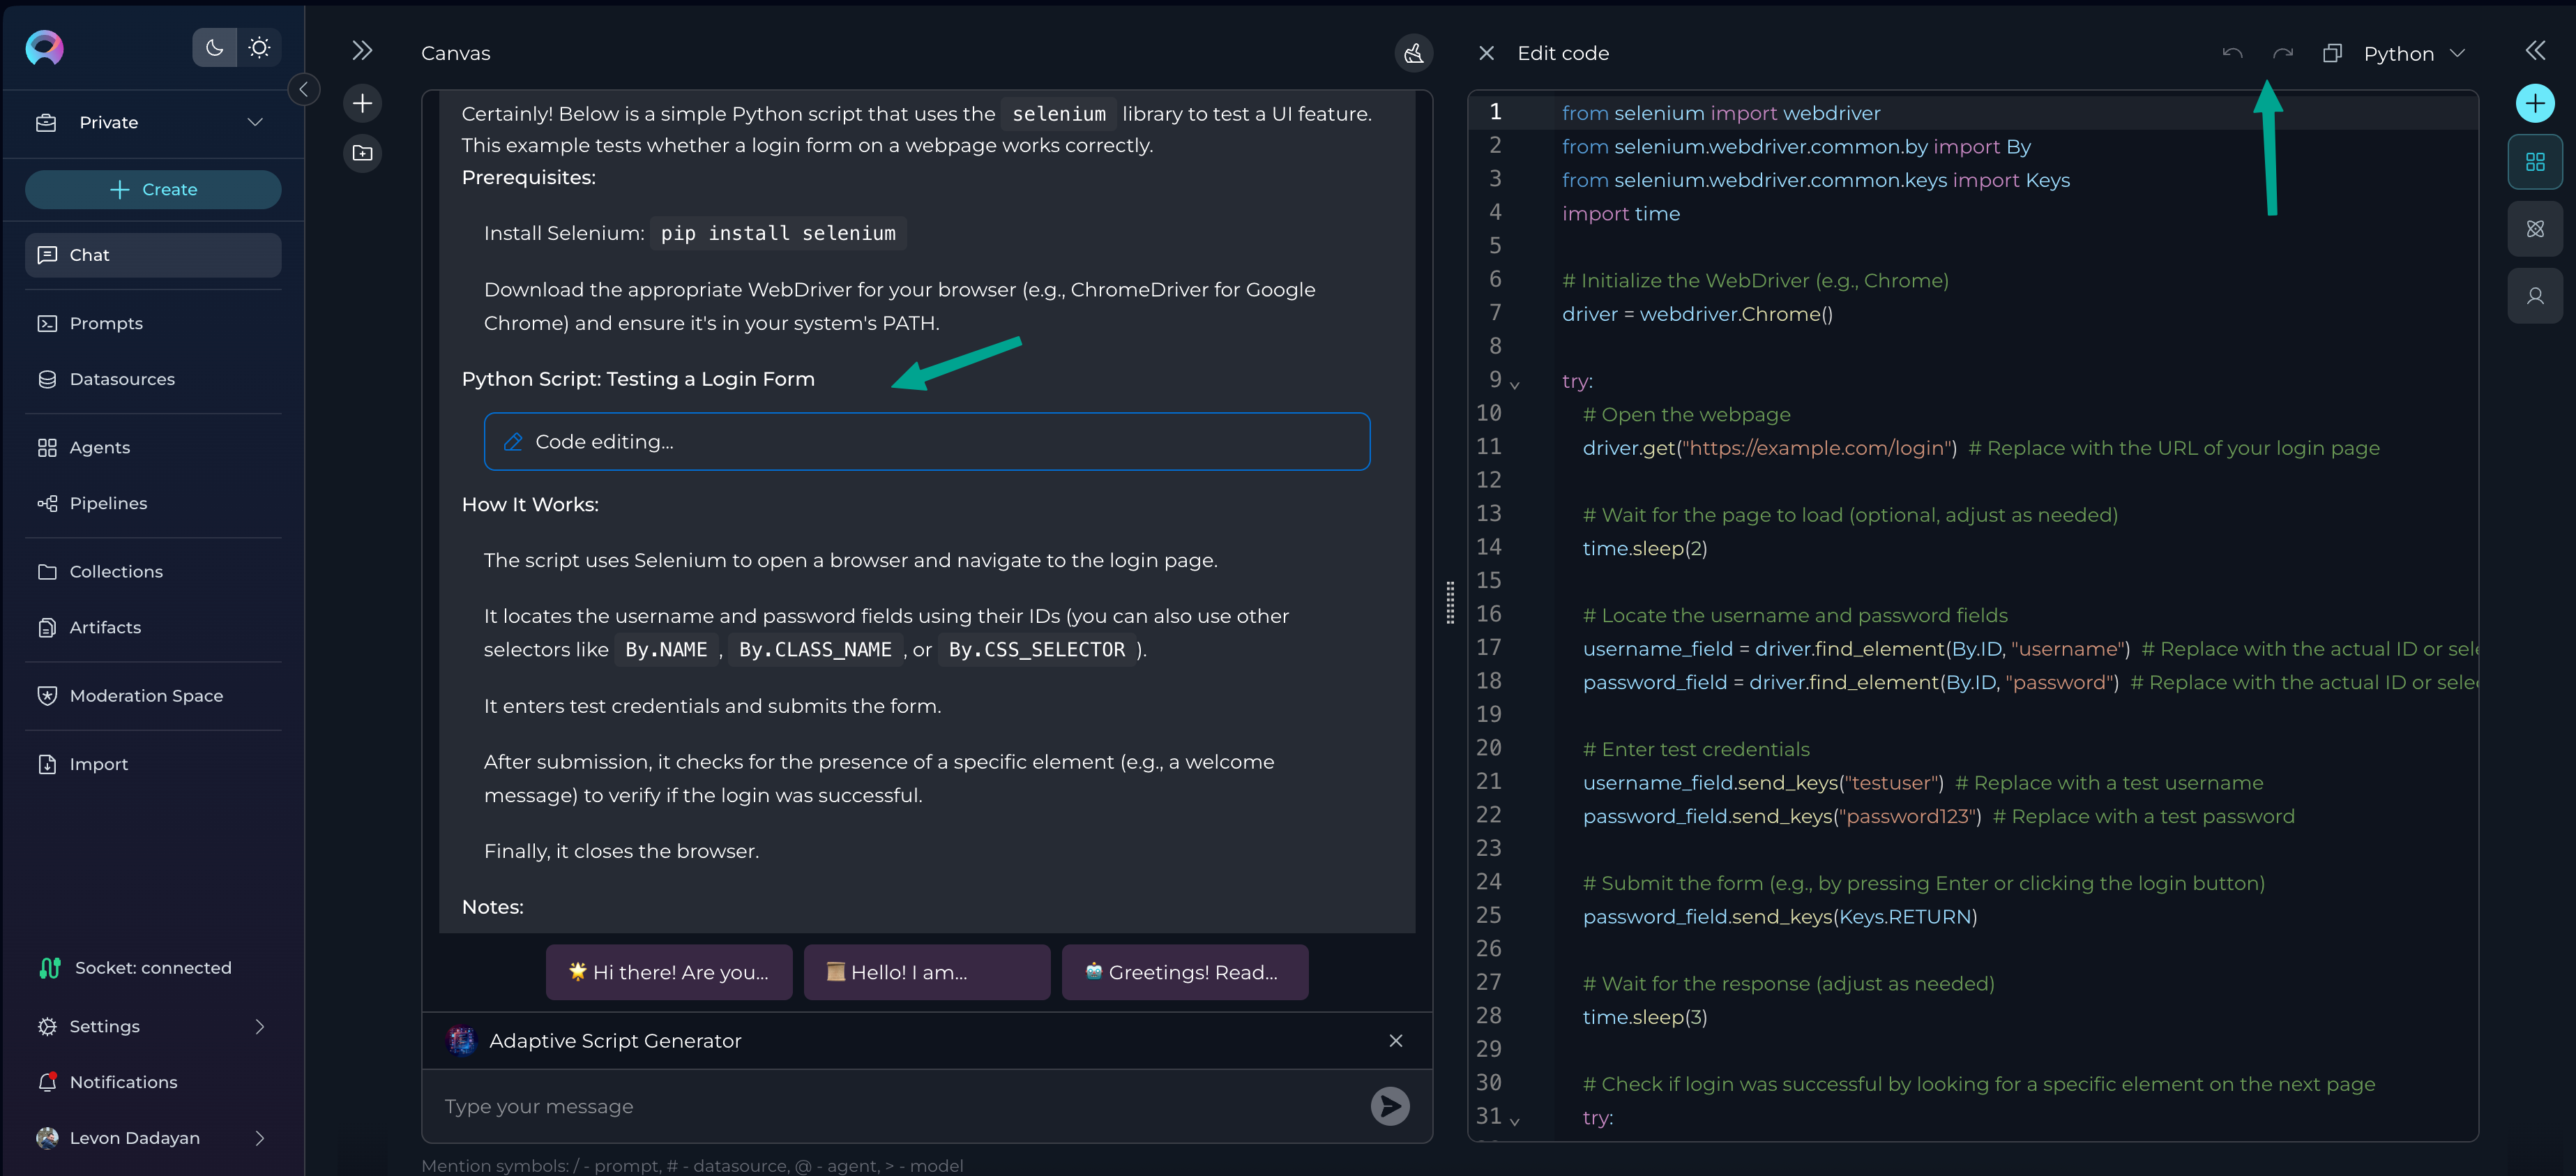 Private
Create
Chat
Prompts
Datasources
Agents
Pipelines
Collections
Artifacts
Moderation Space
Import
Socket: connected
Settings
Notifications
Levon Dadayan
Canvas
Certainly! Below is a simple Python script that uses the selenium library to test a UI feature.
This example tests whether a login form on a webpage works correctly.
Prerequisites:
Install Selenium: pip install selenium
Download the appropriate WebDriver for your browser (e.g., ChromeDriver for Google
Chrome) and ensure it's in your system's PATH.
Python Script: Testing a Login Form
Code editing...
How It Works:
The script uses Selenium to open a browser and navigate to the login page.
It locates the username and password fields using their IDs (you can also use other
selectors like By.NAME , By.CLASS_NAME , or By.CSS_SELECTOR ).
It enters test credentials and submits the form.
After submission, it checks for the presence of a specific element (e.g., a welcome
message) to verify if the login was successful.
Finally, it closes the browser.
Notes:
🌟 Hi there! Are you...
📜 Hello! I am...
🤖 Greetings! Read...
Adaptive Script Generator
Type your message
Mention symbols: / - prompt, # - datasource, @ - agent, > - model
Edit code
Python
1 from selenium import webdriver
2 from selenium.webdriver.common.by import By
3 from selenium.webdriver.common.keys import Keys
4 import time
5
6 # Initialize the WebDriver (e.g., Chrome)
7 driver = webdriver.Chrome()
8
9 try:
10 # Open the webpage
11 driver.get("https://example.com/login") # Replace with the URL of your login page
12
13 # Wait for the page to load (optional, adjust as needed)
14 time.sleep(2)
15
16 # Locate the username and password fields
17 username_field = driver.find_element(By.ID, "username") # Replace with the actual ID or sele
18 password_field = driver.find_element(By.ID, "password") # Replace with the actual ID or selec
19
20 # Enter test credentials
21 username_field.send_keys("testuser") # Replace with a test username
22 password_field.send_keys("password123") # Replace with a test password
23
24 # Submit the form (e.g., by pressing Enter or clicking the login button)
25 password_field.send_keys(Keys.RETURN)
26
27 # Wait for the response (adjust as needed)
28 time.sleep(3)
29
30 # Check if login was successful by looking for a specific element on the next page
31 try: